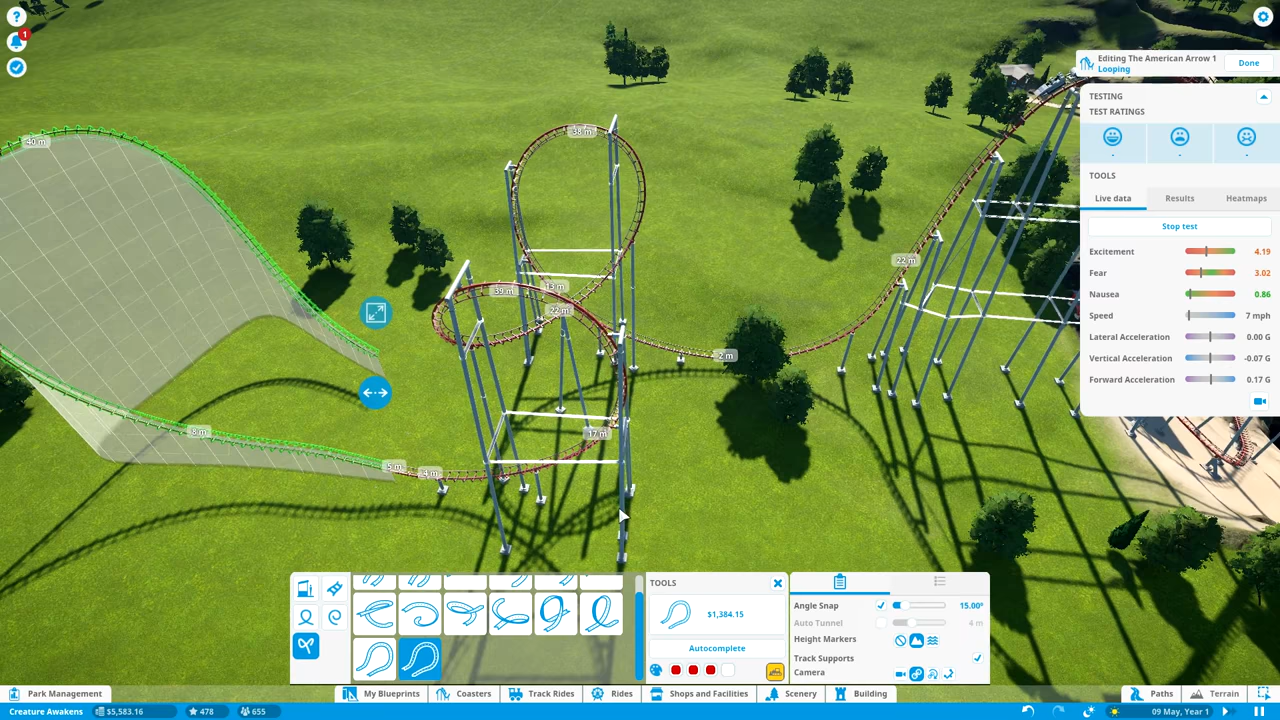 ?
1
Editing The American Arrow 1
Looping
Done
TESTING
TEST RATINGS
- - -
TOOLS
Live data Results Heatmaps
Stop test
Excitement 4.19
Fear 3.02
Nausea 0.86
Speed 7 mph
Lateral Acceleration 0.00 G
Vertical Acceleration -0.07 G
Forward Acceleration 0.17 G
40 m
38 m
22 m
39 m
13 m
22 m
2 m
17 m
8 m
5 m
4 m
TOOLS
$1,384.15
Autocomplete
Angle Snap 15.00°
Auto Tunnel 4 m
Height Markers
Track Supports
Camera
Park Management My Blueprints Coasters Track Rides Rides Shops and Facilities Scenery Building Paths Terrain
Creature Awakens $5,583.16 478 655 09 May, Year 1